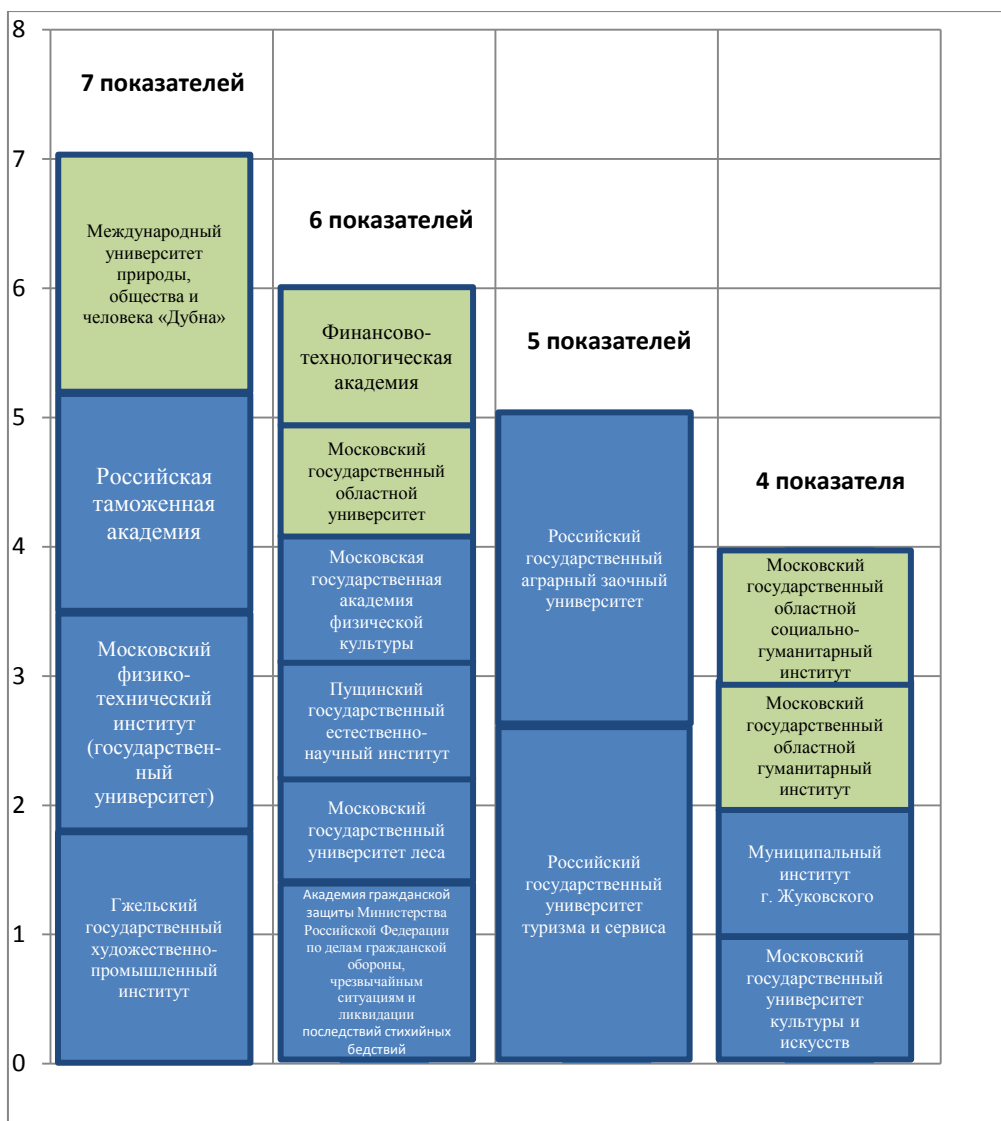 8
7
6
5
4
3
2
1
0
7 показателей
Международный
университет
природы,
общества и
человека «Дубна»
Российская
таможенная
академия
Московский
физико-
технический
институт
(государствен-
ный
университет)
Гжельский
государственный
художественно-
промышленный
институт
6 показателей
Финансово-
технологическая
академия
Московский
государственный
областной
университет
Московская
государственная
академия
физической
культуры
Пущинский
государственный
естественно-
научный институт
Московский
государственный
университет леса
Академия гражданской
защиты Министерства
Российской Федерации
по делам гражданской
обороны,
чрезвычайным
ситуациям и
ликвидации
последствий стихийных
бедствий
5 показателей
Российский
государственный
аграрный заочный
университет
Российский
государственный
университет
туризма и сервиса
4 показателя
Московский
государственный
областной
социально-
гуманитарный
институт
Московский
государственный
областной
гуманитарный
институт
Муниципальный
институт
г. Жуковского
Московский
государственный
университет
культуры и
искусств